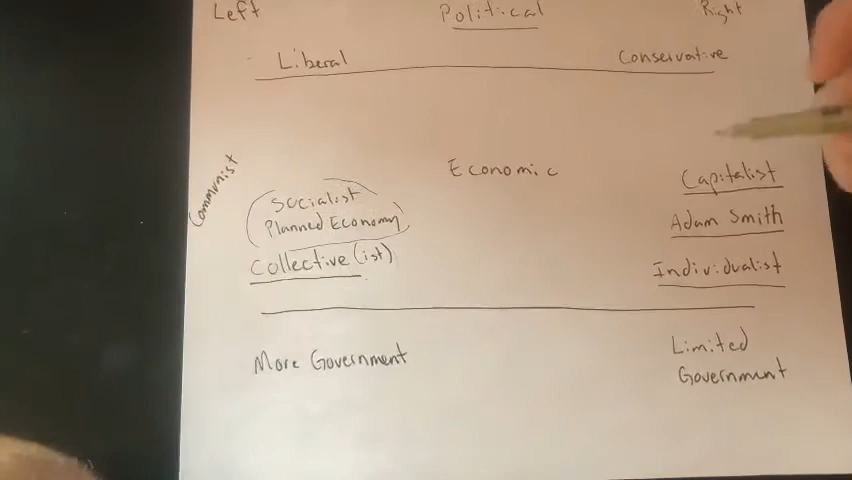 Left Political Right
Liberal Conservative
Economic
Communist
Socialist
Planned Economy
Collective (ist)
Capitalist
Adam Smith
Individualist
More Government
Limited
Government